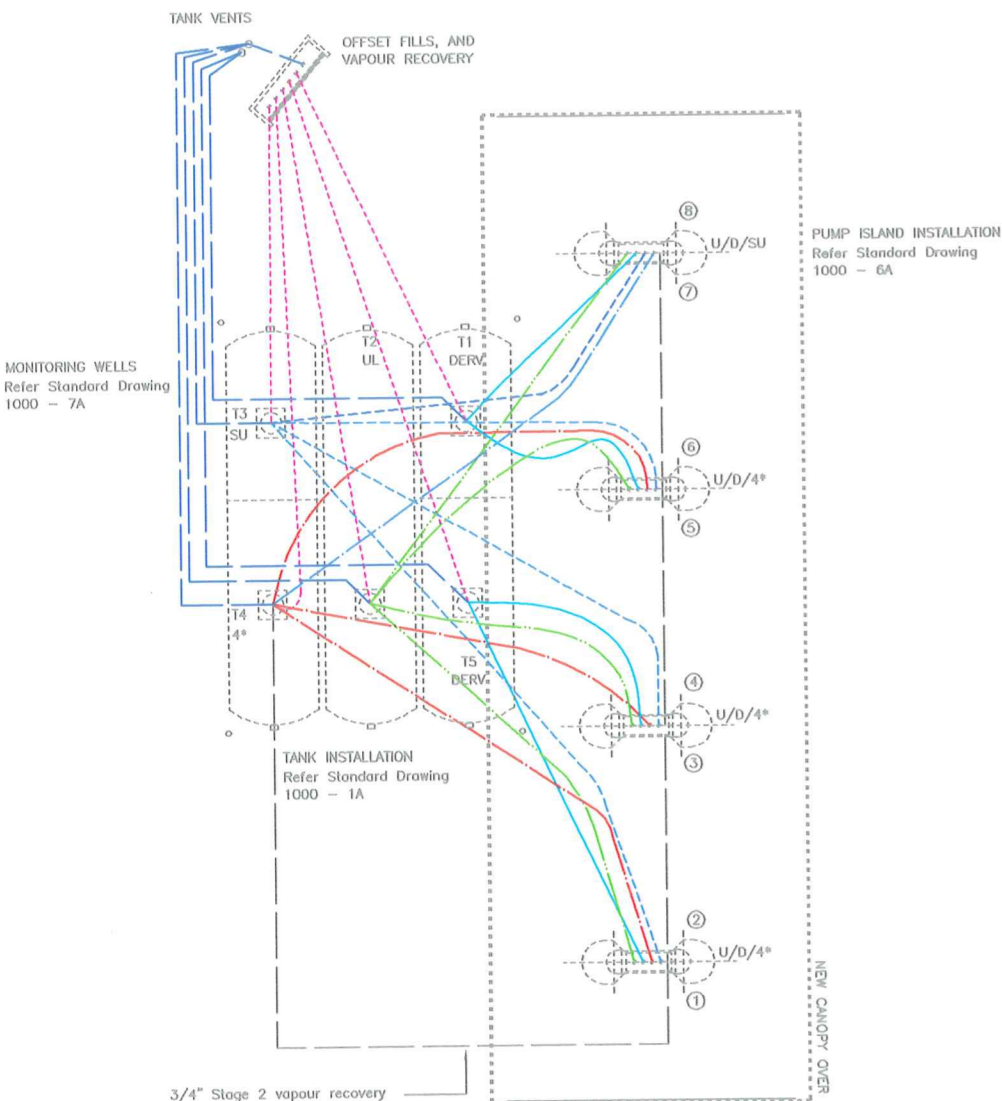 TANK VENTS
OFFSET FILLS, AND
VAPOUR RECOVERY
8
U/D/SU
PUMP ISLAND INSTALLATION
Refer Standard Drawing
1000 - 6A
7
T2
UL
T1
DERV
MONITORING WELLS
Refer Standard Drawing
1000 - 7A
T3
SU
6
U/D/4*
5
T4
4*
T5
DERV
4
U/D/4*
3
TANK INSTALLATION
Refer Standard Drawing
1000 - 1A
2
U/D/4*
1
NEW CANOPY OVER
3/4" Stage 2 vapour recovery